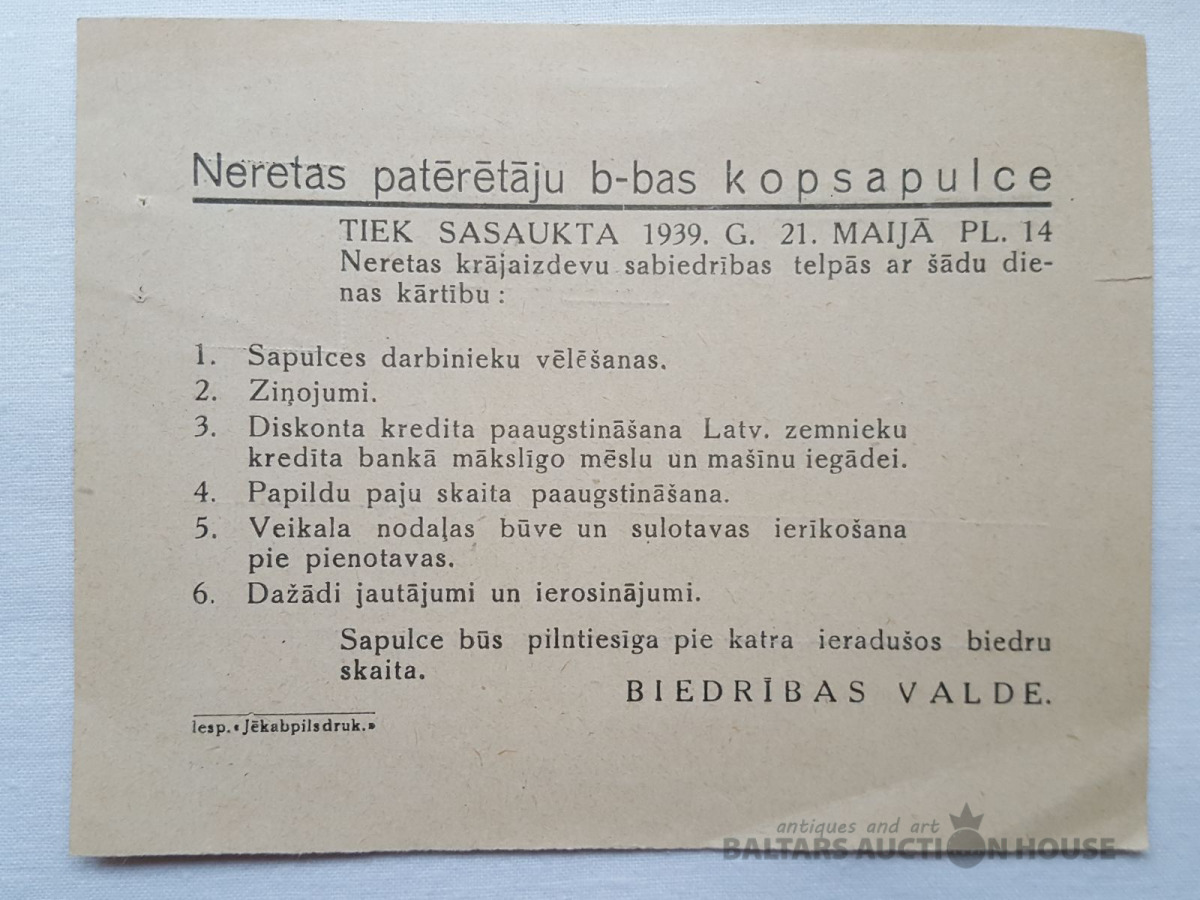 Neretas patērētāju b-bas kopsapulce
TIEK SASAUKTA 1939. G. 21. MAIJĀ PL. 14
Neretas krājaizdevu sabiedrības telpās ar šādu die-
nas kārtību :
1. Sapulces darbinieku vēlēšanas.
2. Ziņojumi.
3. Diskonta kredita paaugstināšana Latv. zemnieku
kredīta bankā mākslīgo mēslu un mašīnu iegādei.
4. Papildu paju skaita paaugstināšana.
5. Veikala nodaļas būve un sulotavas ierīkošana
pie pienotavas.
6. Dažādi jautājumi un ierosinājumi.
Sapulce būs pilntiesīga pie katra ieradušos biedru
skaita.
BIEDRĪBAS VALDE.
Iesp. «Jēkabpils druk.»
antiques and art
BALTARS AUCTION HOUSE